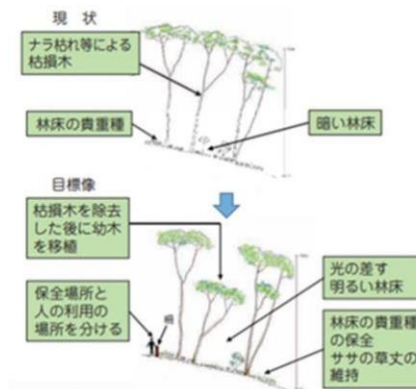 現 状
ナラ枯れ等による
枯損木
林床の貴重種
暗い林床
目標像
枯損木を除去
した後に幼木
を移植
光の差す
明るい林床
保全場所と
人の利用の
場所を分ける
柵
林床の貴重種
の保全
ササの草丈の
維持